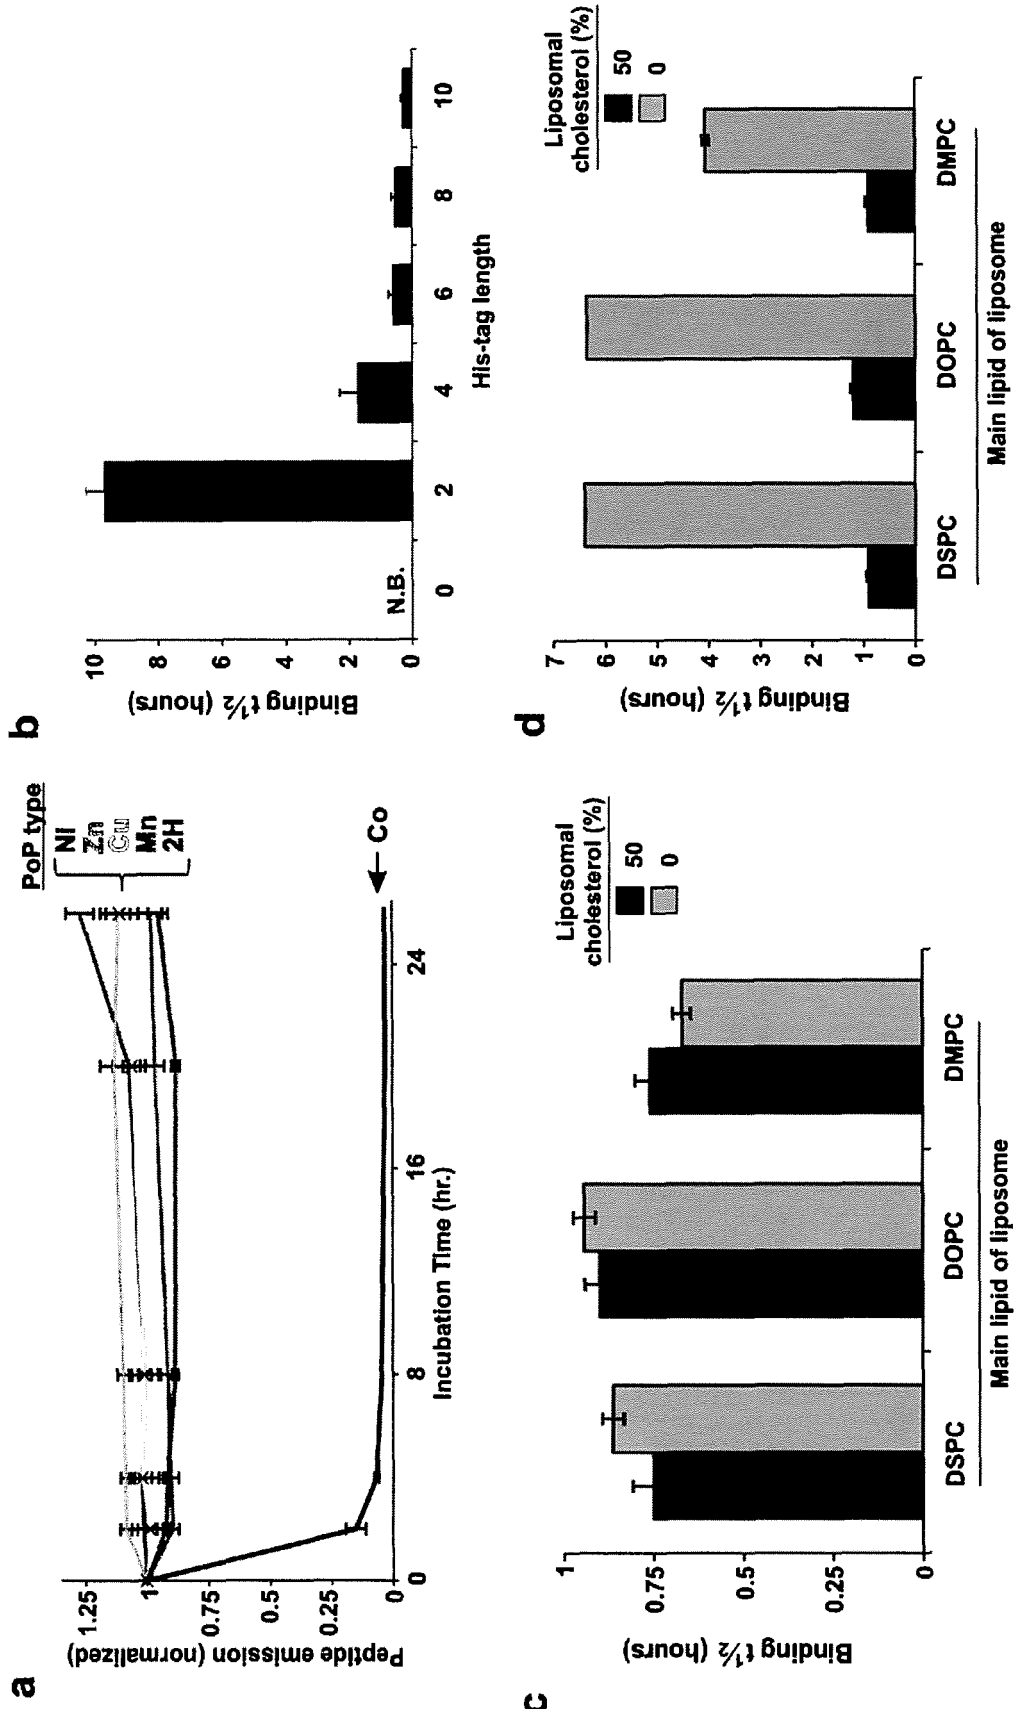 a
Peptide emission (normalized)
1.25
1
0.75
0.5
0.25
0
0
8
16
24
Incubation Time (hr.)
PoP type
Ni
Zn
Cu
Mn
2H
Co
b
Binding t½ (hours)
10
8
6
4
2
0
N.B.
0
2
4
6
8
10
His-tag length
c
Binding t½ (hours)
1
0.75
0.5
0.25
0
DSPC
DOPC
DMPC
Main lipid of liposome
Liposomal
cholesterol (%)
50
0
d
Binding t½ (hours)
7
6
5
4
3
2
1
0
DSPC
DOPC
DMPC
Main lipid of liposome
Liposomal
cholesterol (%)
50
0